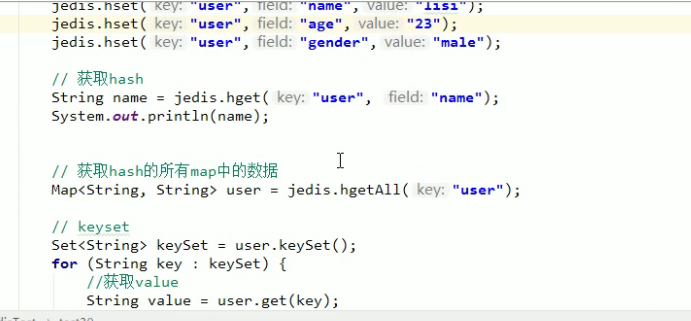 jedis.hset( key: "user", field: "name", value: "lisi");
jedis.hset( key: "user", field: "age", value: "23");
jedis.hset( key: "user", field: "gender", value: "male");
// 获取hash
String name = jedis.hget( key: "user", field: "name");
System.out.println(name);
// 获取hash的所有map中的数据
Map<String, String> user = jedis.hgetAll( key: "user");
// keyset
Set<String> keySet = user.keySet();
for (String key : keySet) {
//获取value
String value = user.get(key);